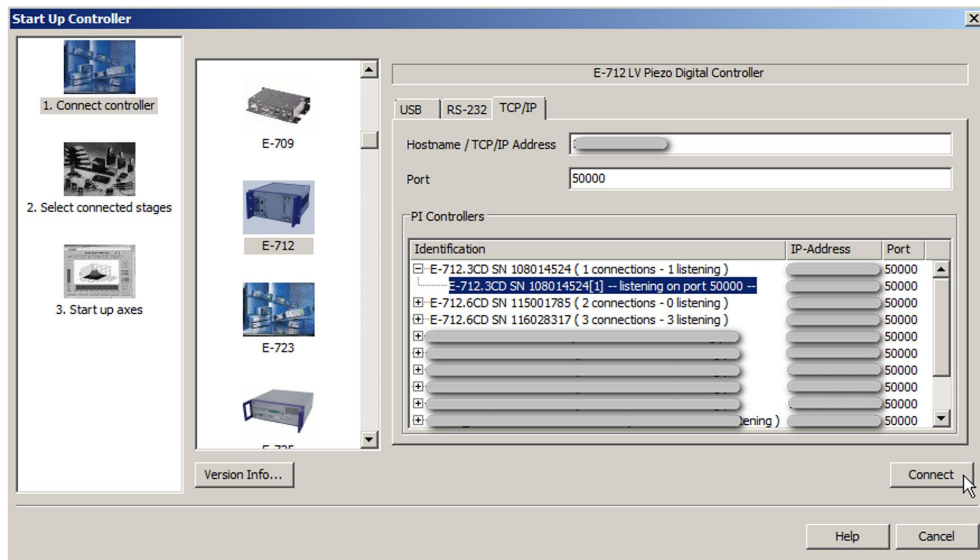 Start Up Controller
1. Connect controller
2. Select connected stages
3. Start up axes
E-709
E-712
E-723
Version Info...
E-712 LV Piezo Digital Controller
USB RS-232 TCP/IP
Hostname / TCP/IP Address
Port 50000
PI Controllers
Identification IP-Address Port
E-712.3CD SN 108014524 ( 1 connections - 1 listening ) 50000
E-712.3CD SN 108014524[1] -- listening on port 50000 -- 50000
E-712.6CD SN 115001785 ( 2 connections - 0 listening ) 50000
E-712.6CD SN 116028317 ( 3 connections - 3 listening ) 50000
50000
50000
50000
50000
50000
50000
Connect
Help Cancel